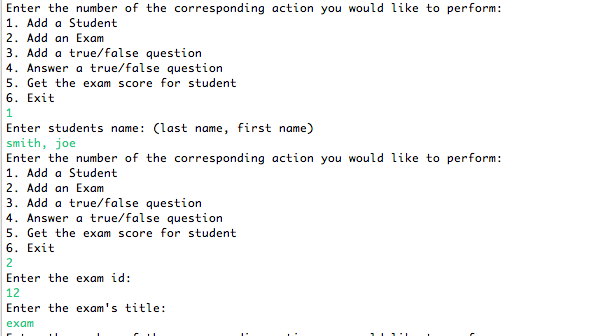 Enter the number of the corresponding action you would like to perform:
1. Add a Student
2. Add an Exam
3. Add a true/false question
4. Answer a true/false question
5. Get the exam score for student
6. Exit
1
Enter students name: (last name, first name)
smith, joe
Enter the number of the corresponding action you would like to perform:
1. Add a Student
2. Add an Exam
3. Add a true/false question
4. Answer a true/false question
5. Get the exam score for student
6. Exit
2
Enter the exam id:
12
Enter the exam's title:
exam